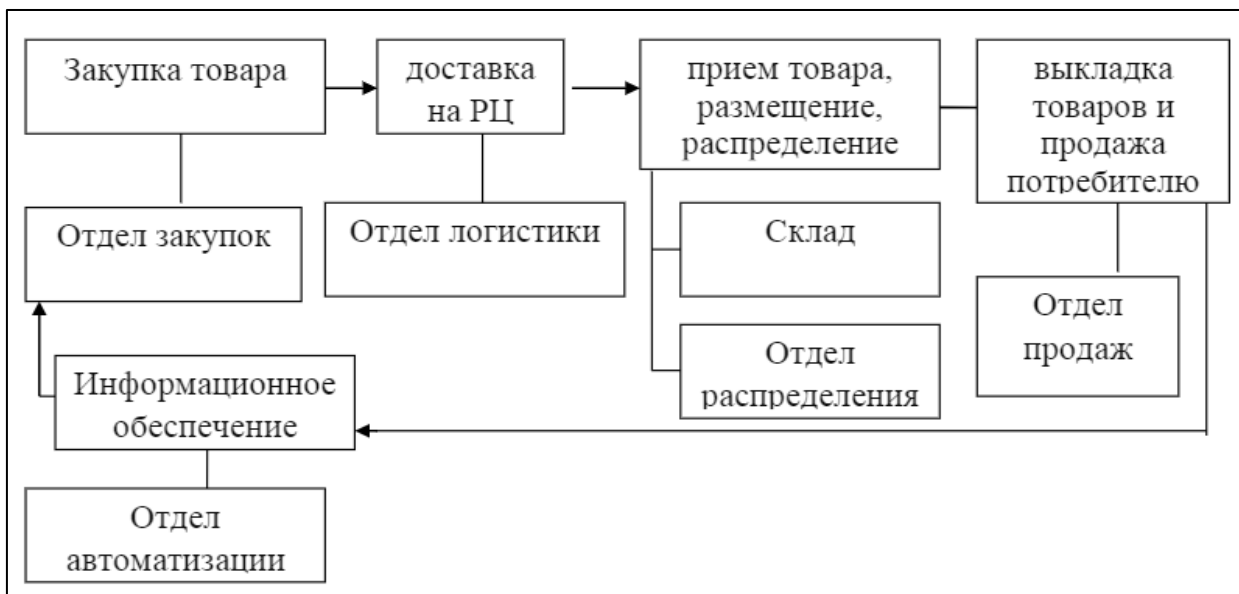 Закупка товара
доставка
на РЦ
прием товара,
размещение,
распределение
выкладка
товаров и
продажа
потребителю
Отдел закупок
Отдел логистики
Склад
Отдел
продаж
Отдел
распределения
Информационное
обеспечение
Отдел
автоматизации